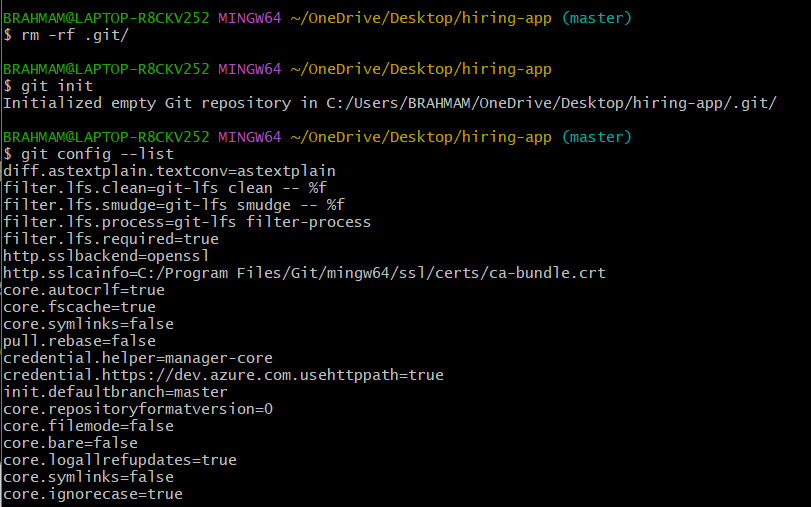 BRAHMAM@LAPTOP-R8CKV252 MINGW64 ~/OneDrive/Desktop/hiring-app (master)
$ rm -rf .git/
BRAHMAM@LAPTOP-R8CKV252 MINGW64 ~/OneDrive/Desktop/hiring-app
$ git init
Initialized empty Git repository in C:/Users/BRAHMAM/OneDrive/Desktop/hiring-app/.git/
BRAHMAM@LAPTOP-R8CKV252 MINGW64 ~/OneDrive/Desktop/hiring-app (master)
$ git config --list
diff.astextplain.textconv=astextplain
filter.lfs.clean=git-lfs clean -- %f
filter.lfs.smudge=git-lfs smudge -- %f
filter.lfs.process=git-lfs filter-process
filter.lfs.required=true
http.sslbackend=openssl
http.sslcainfo=C:/Program Files/Git/mingw64/ssl/certs/ca-bundle.crt
core.autocrlf=true
core.fscache=true
core.symlinks=false
pull.rebase=false
credential.helper=manager-core
credential.https://dev.azure.com.usehttppath=true
init.defaultbranch=master
core.repositoryformatversion=0
core.filemode=false
core.bare=false
core.logallrefupdates=true
core.symlinks=false
core.ignorecase=true